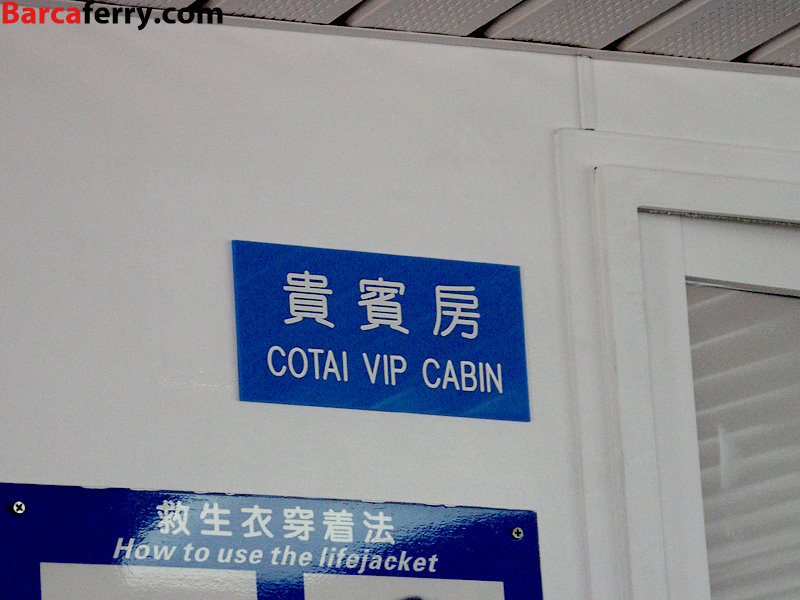 Barcaferry.com
貴賓房
COTAI VIP CABIN
救生衣穿着法
How to use the lifejacket